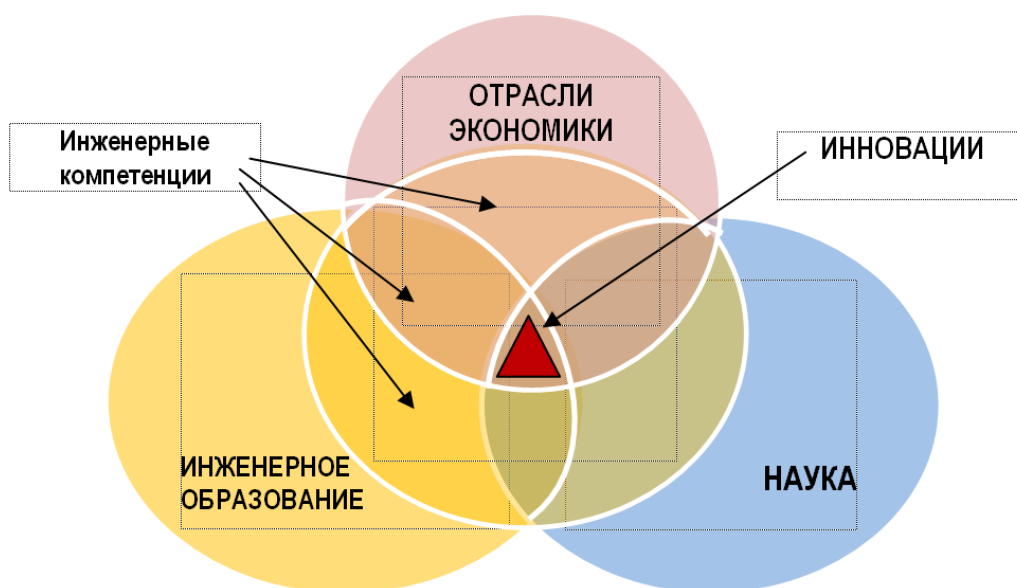 ОТРАСЛИ
ЭКОНОМИКИ
Инженерные
компетенции
ИННОВАЦИИ
ИНЖЕНЕРНОЕ
ОБРАЗОВАНИЕ
НАУКА